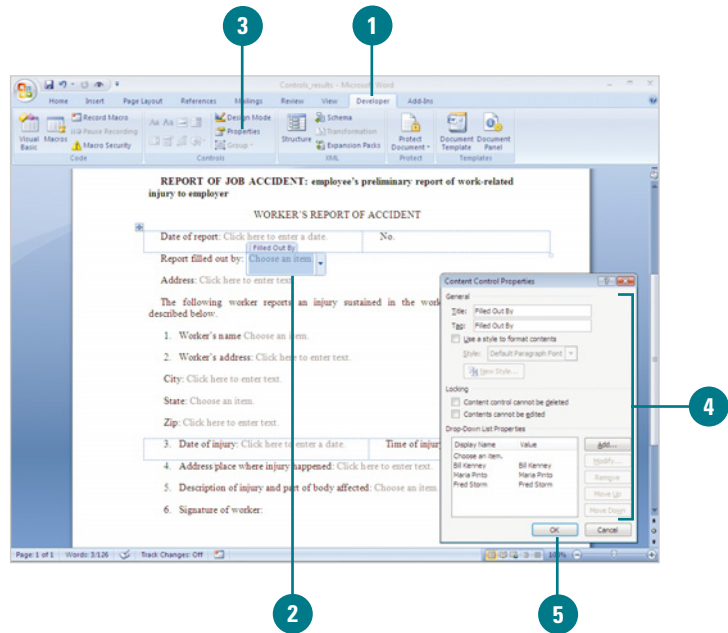 3
1
Controls_results - Microsoft Word
Home Insert Page Layout References Mailings Review View Developer Add-Ins
Visual Basic
Macros
Record Macro
Pause Recording
Macro Security
Code
Aa Aa
Design Mode
Properties
Group
Controls
Structure
Schema
Transformation
Expansion Packs
XML
Protect Document
Protect
Document Template
Document Panel
Templates
REPORT OF JOB ACCIDENT: employee's preliminary report of work-related
injury to employer
WORKER'S REPORT OF ACCIDENT
Date of report: Click here to enter a date. No.
Filled Out By
Report filled out by: Choose an item.
Address: Click here to enter text.
The following worker reports an injury sustained in the work
described below.
1. Worker's name Choose an item.
2. Worker's address: Click here to enter text.
City: Click here to enter text.
State: Choose an item.
Zip: Click here to enter text.
3. Date of injury: Click here to enter a date. Time of injury
4. Address place where injury happened: Click here to enter text.
5. Description of injury and part of body affected: Choose an item.
6. Signature of worker:
Content Control Properties
General
Title: Filled Out By
Tag: Filled Out By
Use a style to format contents
Style: Default Paragraph Font
New Style...
Locking
Content control cannot be deleted
Contents cannot be edited
Drop-Down List Properties
Display Name Value
Choose an item.
Bill Kenney Bill Kenney
Maria Pinto Maria Pinto
Fred Storm Fred Storm
Add...
Modify...
Remove
Move Up
Move Down
OK Cancel
4
Page: 1 of 1 Words: 3/126 Track Changes: Off 100%
2
5